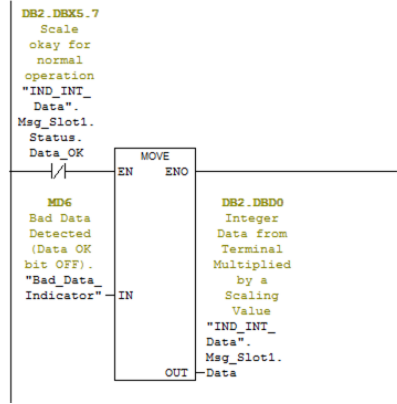 DB2.DBX5.7
Scale
okay for
normal
operation
"IND_INT_
Data".
Msg_Slot1.
Status.
Data_OK
MOVE
EN ENO
MD6
Bad Data
Detected
(Data OK
bit OFF).
"Bad_Data_
Indicator"
IN
DB2.DBD0
Integer
Data from
Terminal
Multiplied
by a
Scaling
Value
"IND_INT_
Data".
Msg_Slot1.
OUT Data